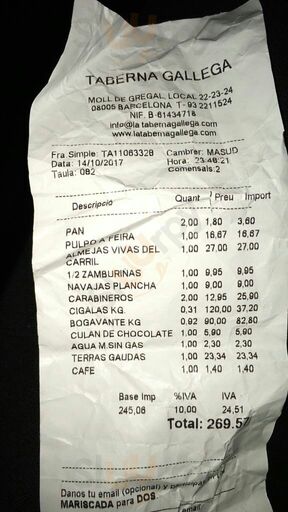 TABERNA GALLEGA
MOLL DE GREGAL, LOCAL 22-23-24
08005 BARCELONA T- 93 2211524
NIF. B-61434718
info@latabernagallega.com
www.latabernagallega.com
Fra.Simple: TA11063328 Cambrer: MASUD
Data: 14/10/2017 Hora: 23:48:21
Taula: 082 Comensals:2
Descripcio Quant Preu Import
PAN 2,00 1,80 3,60
PULPO A FEIRA 1,00 16,67 16,67
ALMEJAS VIVAS DEL 1,00 27,00 27,00
CARRIL
1/2 ZAMBURINAS 1,00 9,95 9,95
NAVAJAS PLANCHA 1,00 9,00 9,00
CARABINEROS 2,00 12,95 25,90
CIGALAS KG. 0,31 120,00 37,20
BOGAVANTE KG 0,92 90,00 82,80
CULAN DE CHOCOLATE 1,00 5,90 5,90
AGUA M.SIN GAS 1,00 2,30 2,30
TERRAS GAUDAS 1,00 23,34 23,34
CAFE 1,00 1,40 1,40
Base Imp %IVA IVA
245,06 10,00 24,51
Total: 269.57
Danos tu email (opcional) y participa en
MARISCADA para DOS.
email: